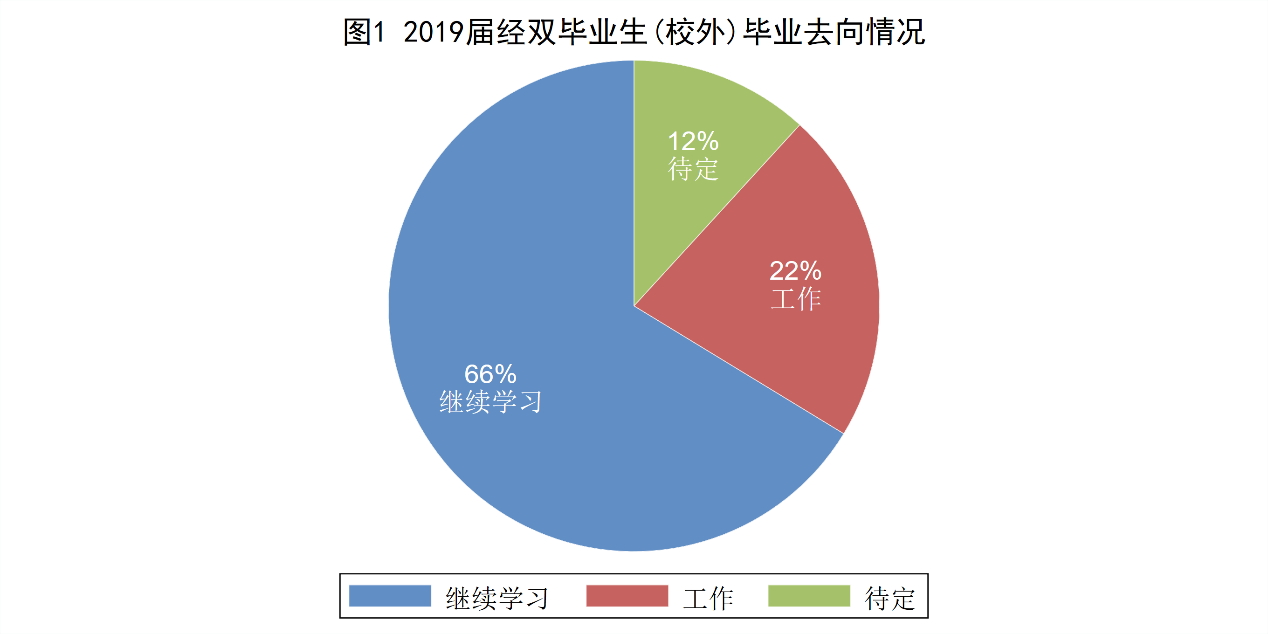 图1 2019届经双毕业生(校外)毕业去向情况
12%
待定
22%
工作
66%
继续学习
继续学习 工作 待定